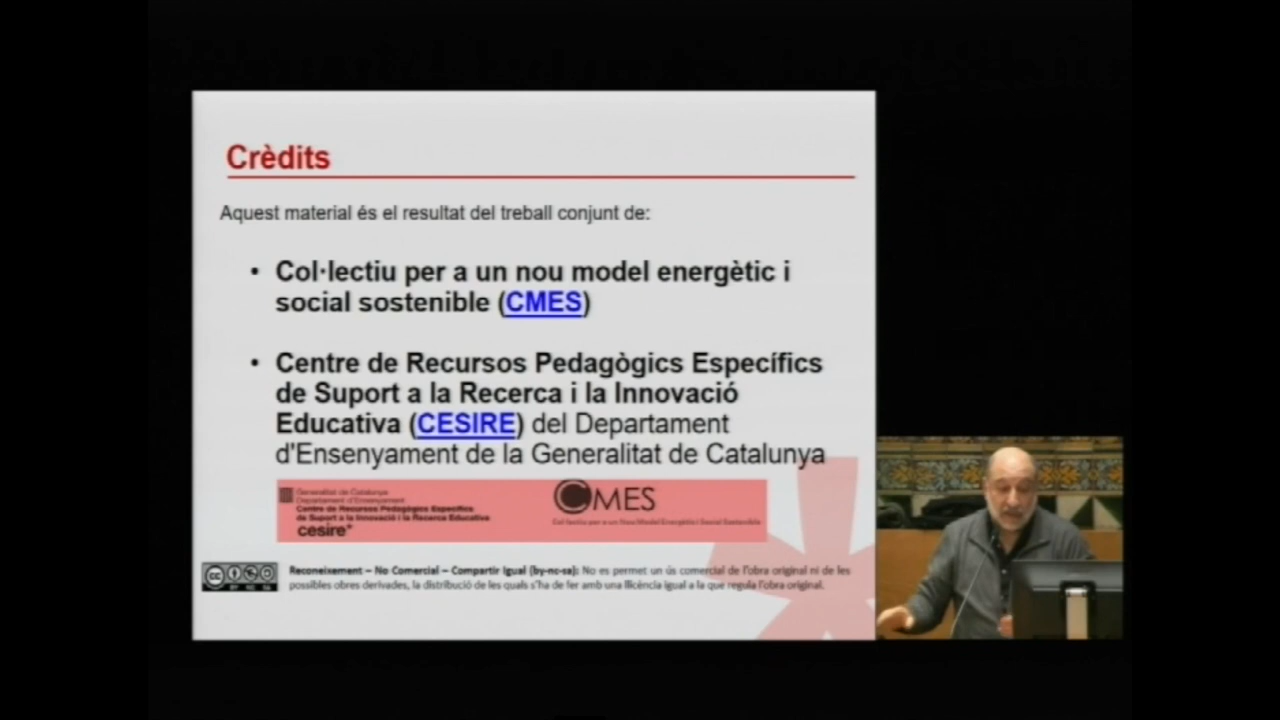 Crèdits
Aquest material és el resultat del treball conjunt de:
• Col·lectiu per a un nou model energètic i
social sostenible (CMES)
• Centre de Recursos Pedagògics Específics
de Suport a la Recerca i la Innovació
Educativa (CESIRE) del Departament
d'Ensenyament de la Generalitat de Catalunya
Generalitat de Catalunya
Departament d'Ensenyament
Centre de Recursos Pedagògics Específics
de Suport a la Innovació i la Recerca Educativa
cesire*
CMES
Col·lectiu per a un Nou Model Energètic i Social Sostenible
cc
BY NC SA
Reconeixement – No Comercial – Compartir Igual (by-nc-sa): No es permet un ús comercial de l'obra original ni de les
possibles obres derivades, la distribució de les quals s'ha de fer amb una llicència igual a la que regula l'obra original.